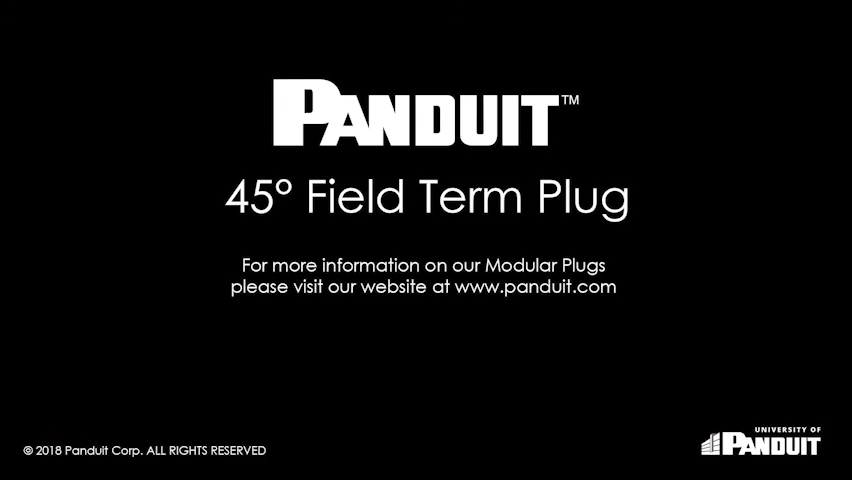 PANDUIT™
45° Field Term Plug
For more information on our Modular Plugs
please visit our website at www.panduit.com
© 2018 Panduit Corp. ALL RIGHTS RESERVED
UNIVERSITY OF
PANDUIT